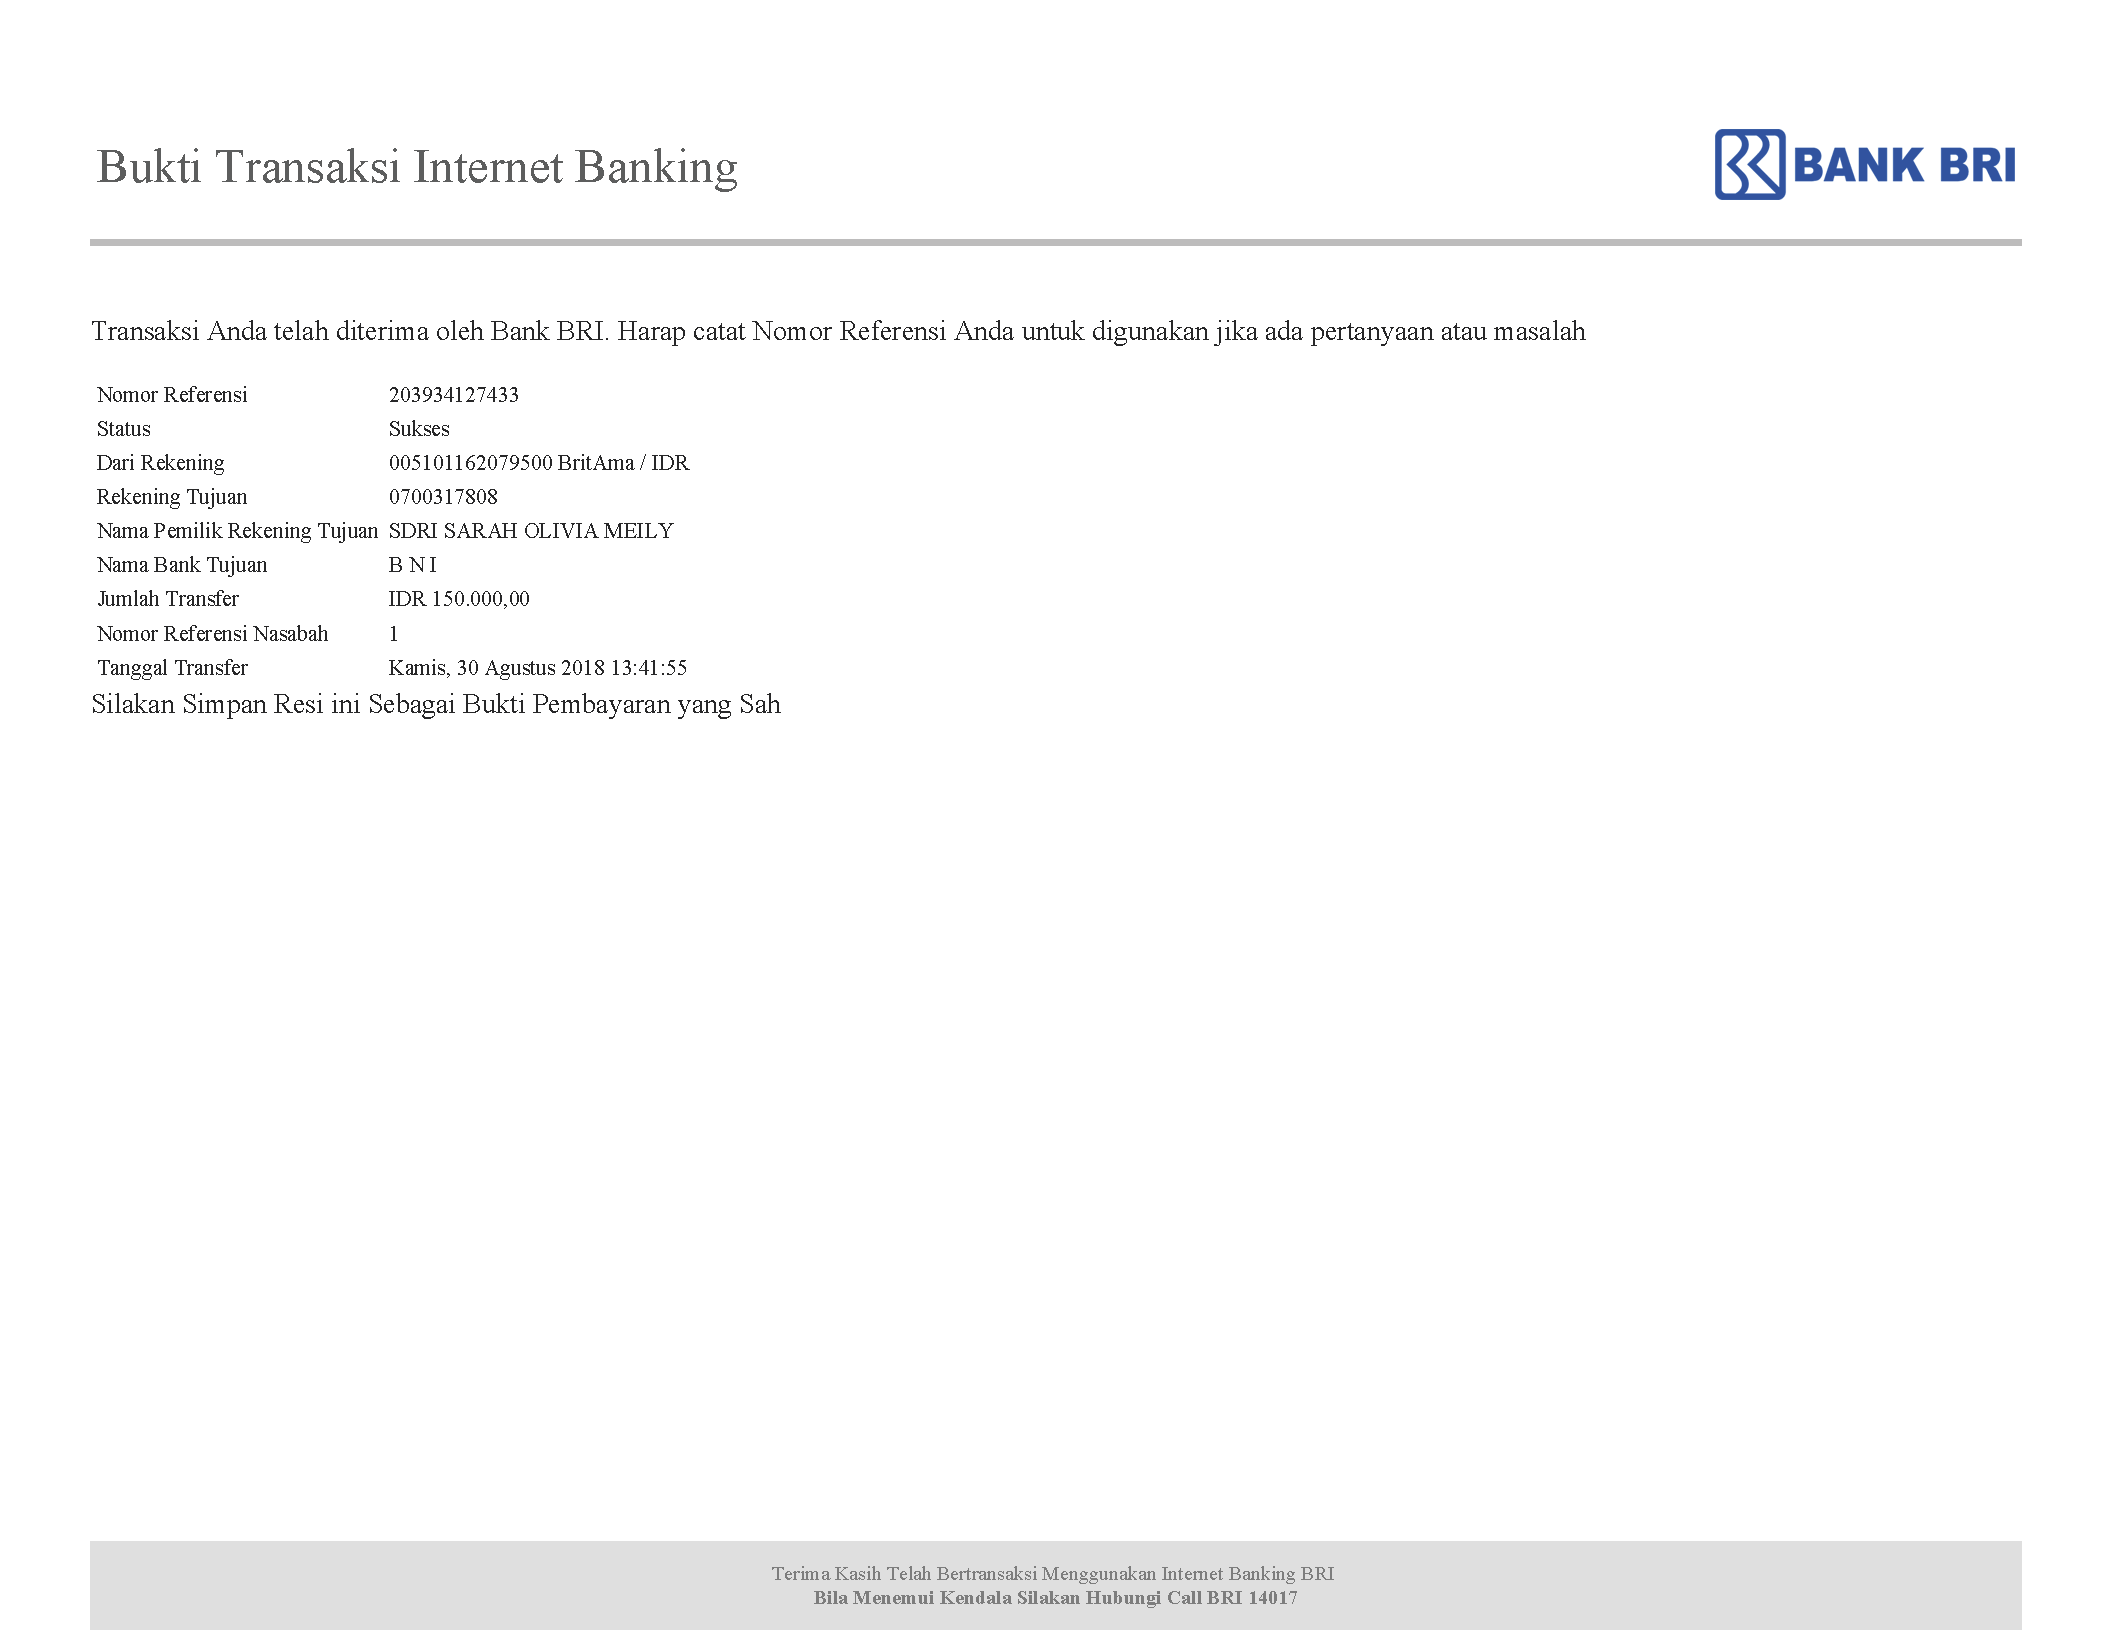 Bukti Transaksi Internet Banking
BANK BRI
Transaksi Anda telah diterima oleh Bank BRI. Harap catat Nomor Referensi Anda untuk digunakan jika ada pertanyaan atau masalah
Nomor Referensi 203934127433
Status Sukses
Dari Rekening 005101162079500 BritAma / IDR
Rekening Tujuan 0700317808
Nama Pemilik Rekening Tujuan SDRI SARAH OLIVIA MEILY
Nama Bank Tujuan B N I
Jumlah Transfer IDR 150.000,00
Nomor Referensi Nasabah 1
Tanggal Transfer Kamis, 30 Agustus 2018 13:41:55
Silakan Simpan Resi ini Sebagai Bukti Pembayaran yang Sah
Terima Kasih Telah Bertransaksi Menggunakan Internet Banking BRI
Bila Menemui Kendala Silakan Hubungi Call BRI 14017